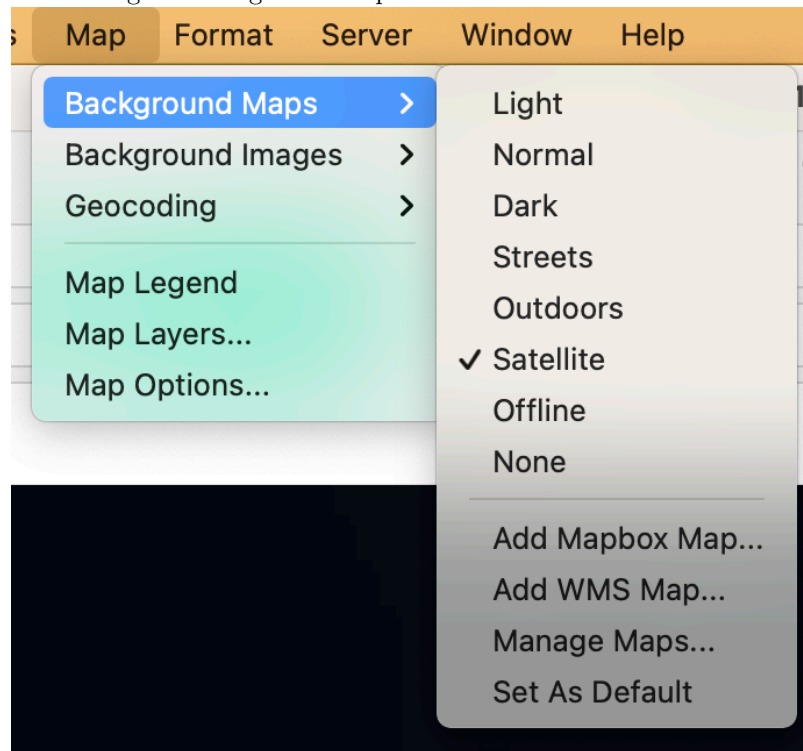 Map Format Server Window Help
Background Maps
Background Images
Geocoding
Map Legend
Map Layers...
Map Options...
Light
Normal
Dark
Streets
Outdoors
✓ Satellite
Offline
None
Add Mapbox Map...
Add WMS Map...
Manage Maps...
Set As Default